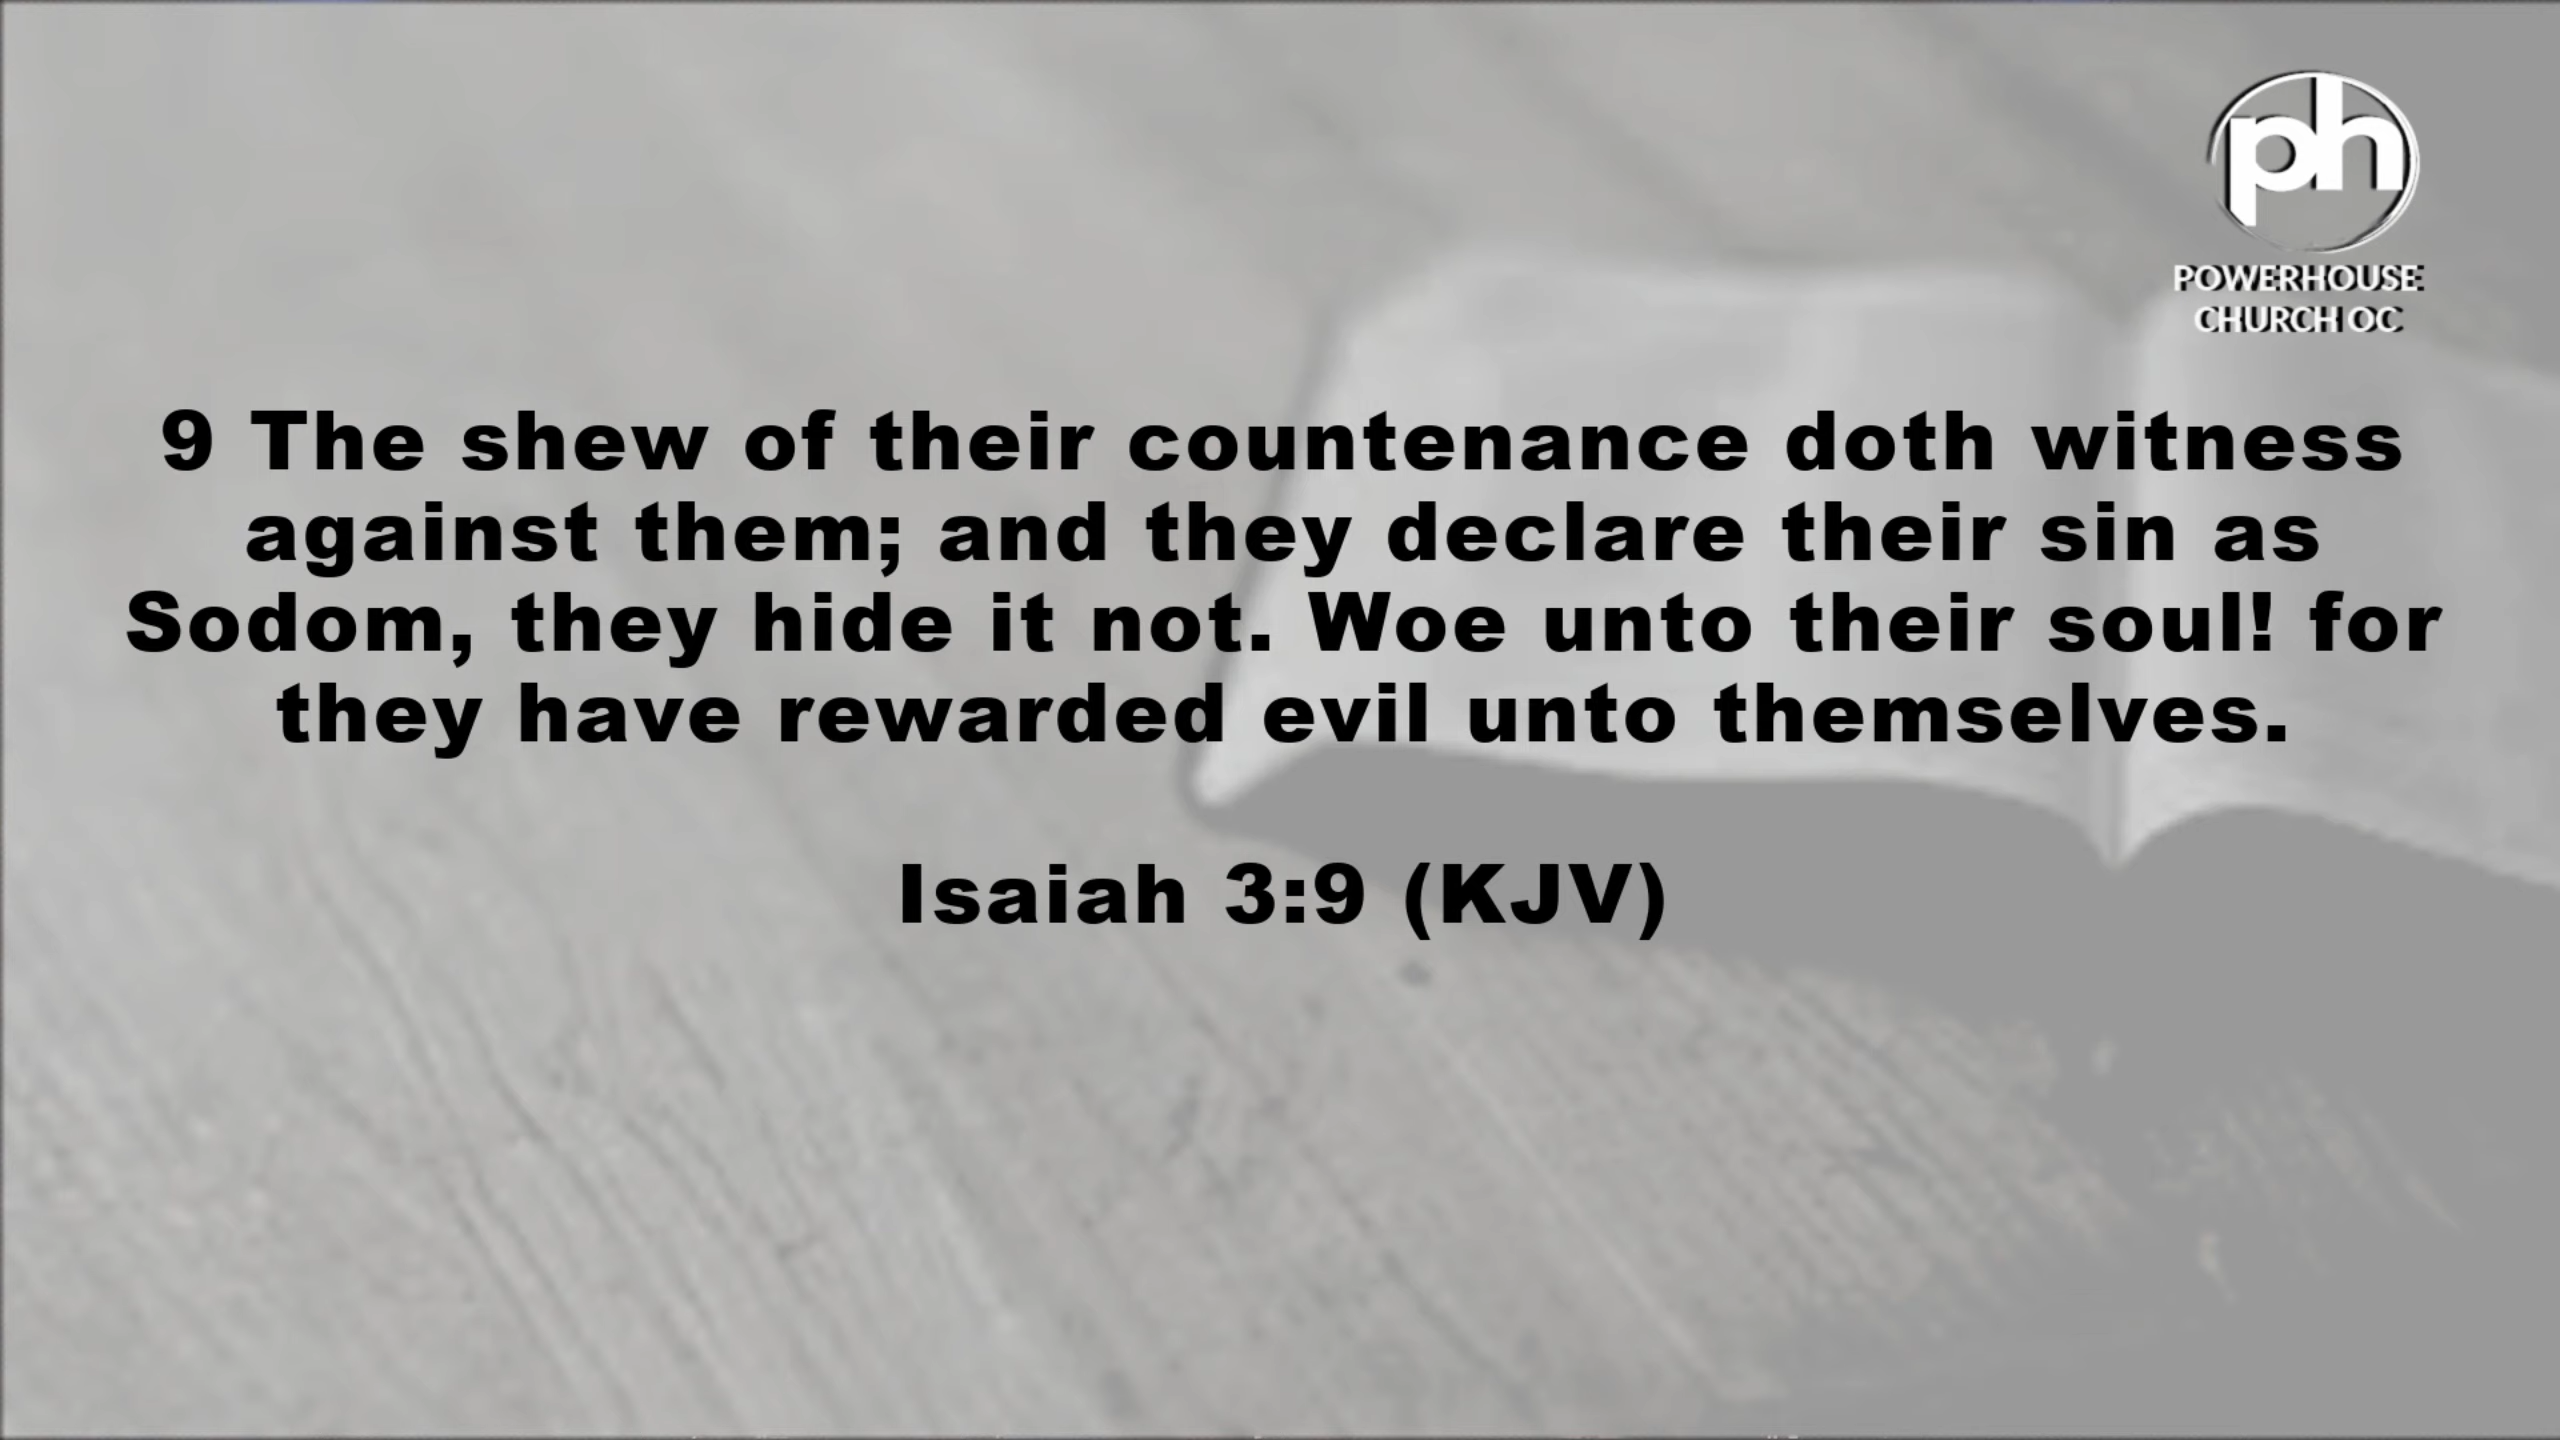 ph
POWERHOUSE
CHURCH OC
9 The shew of their countenance doth witness
against them; and they declare their sin as
Sodom, they hide it not. Woe unto their soul! for
they have rewarded evil unto themselves.
Isaiah 3:9 (KJV)